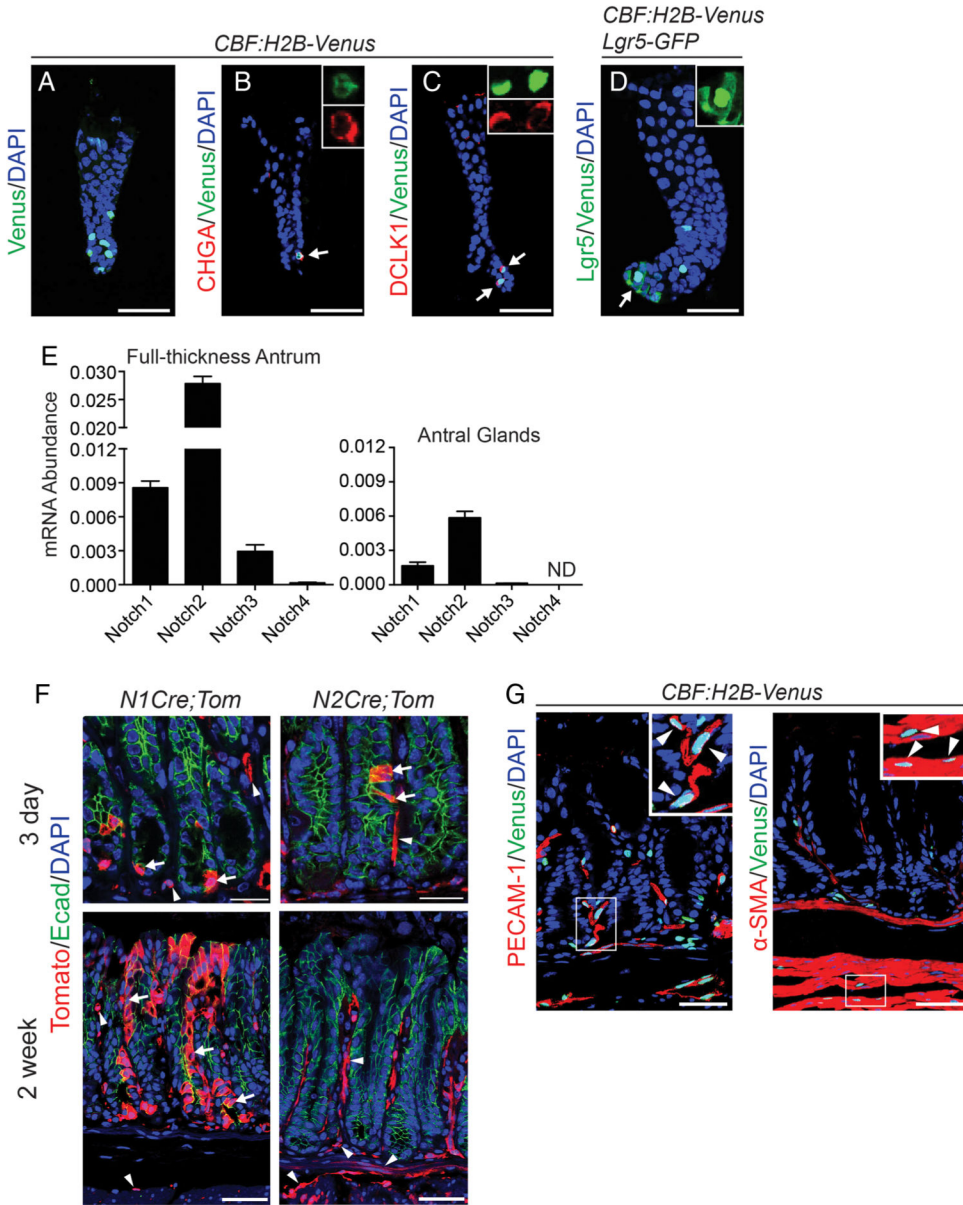 CBF:H2B-Venus
CBF:H2B-Venus
Lgr5-GFP
A
B
C
D
Venus/DAPI
CHGA/Venus/DAPI
DCLK1/Venus/DAPI
Lgr5/Venus/DAPI
E
Full-thickness Antrum
mRNA Abundance
0.030
0.025
0.020
0.012
0.009
0.006
0.003
0.000
Notch1
Notch2
Notch3
Notch4
Antral Glands
0.012
0.009
0.006
0.003
0.000
ND
Notch1
Notch2
Notch3
Notch4
F
N1Cre;Tom
N2Cre;Tom
3 day
2 week
Tomato/Ecad/DAPI
G
CBF:H2B-Venus
PECAM-1/Venus/DAPI
α-SMA/Venus/DAPI